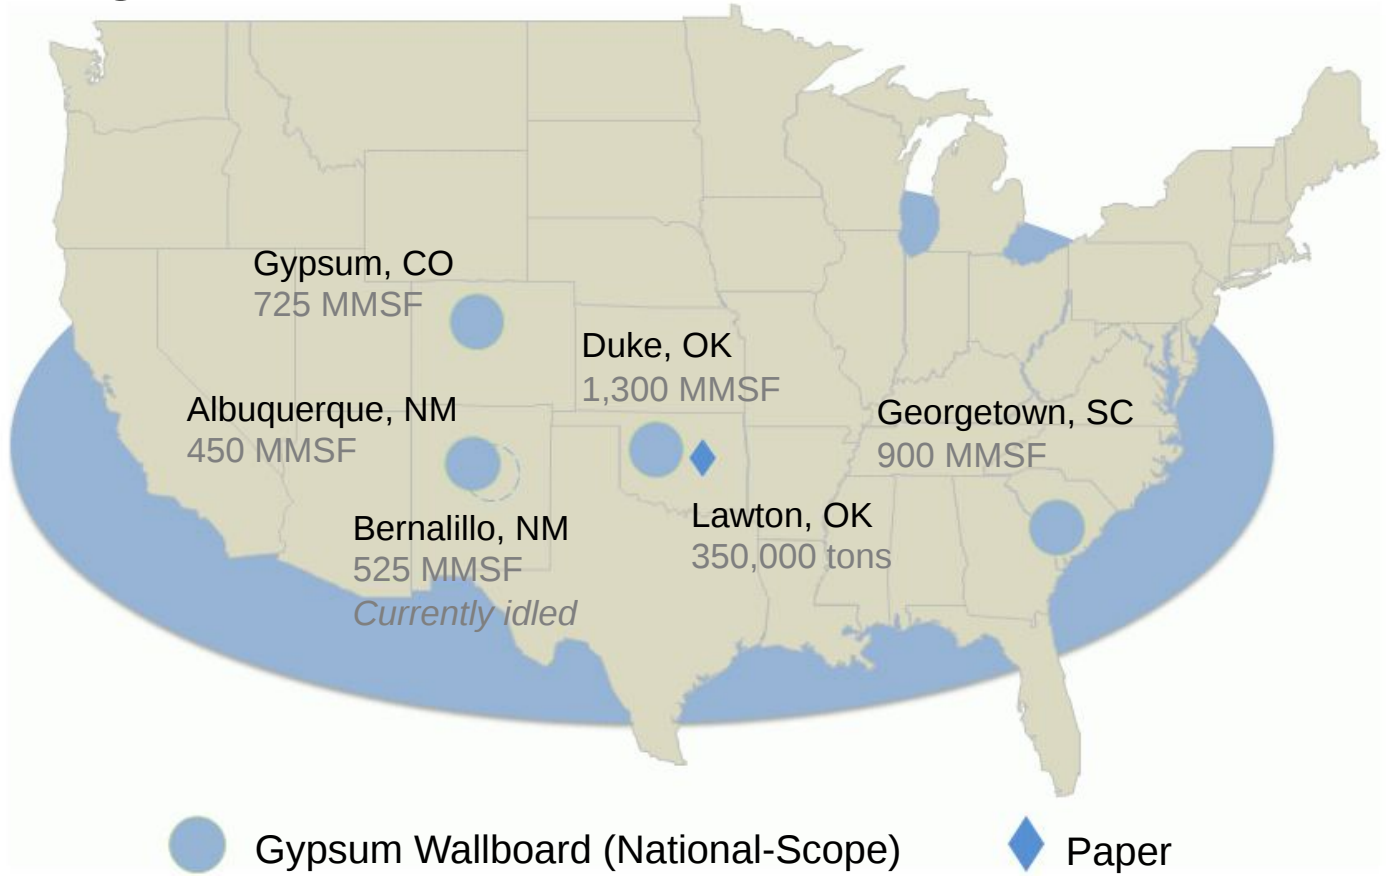 Gypsum, CO
725 MMSF
Duke, OK
1,300 MMSF
Albuquerque, NM
450 MMSF
Georgetown, SC
900 MMSF
Bernalillo, NM
525 MMSF
Currently idled
Lawton, OK
350,000 tons
Gypsum Wallboard (National-Scope)
Paper